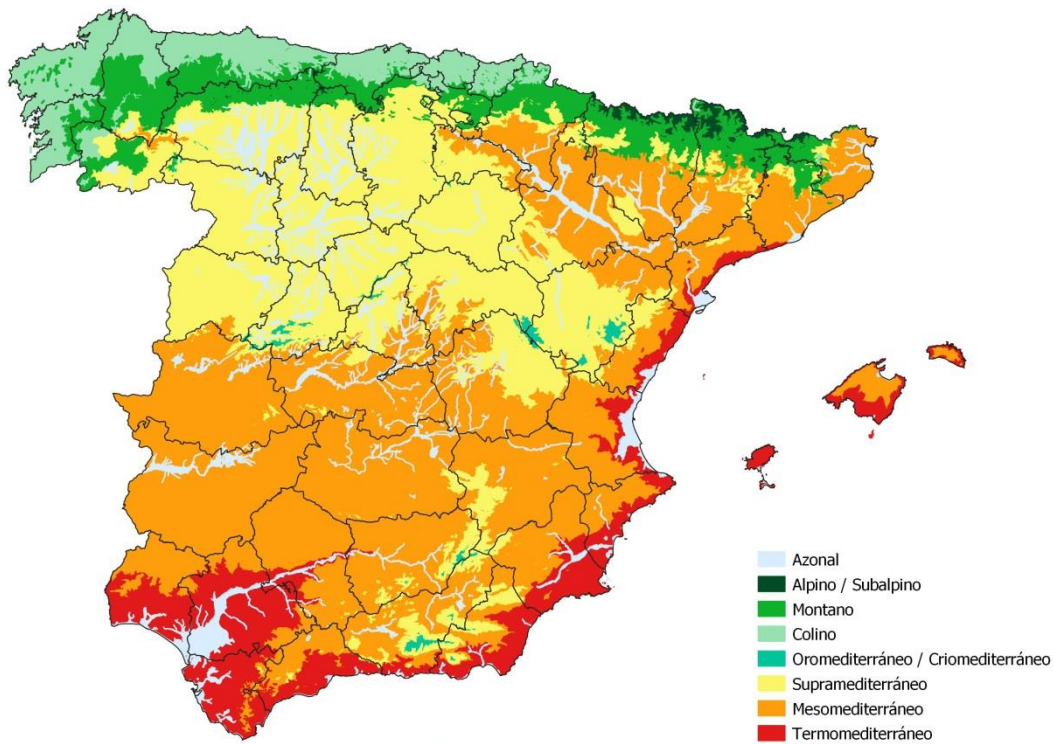 Azonal
Alpino / Subalpino
Montano
Colino
Oromediterráneo / Criomediterráneo
Supramediterráneo
Mesomediterráneo
Termomediterráneo